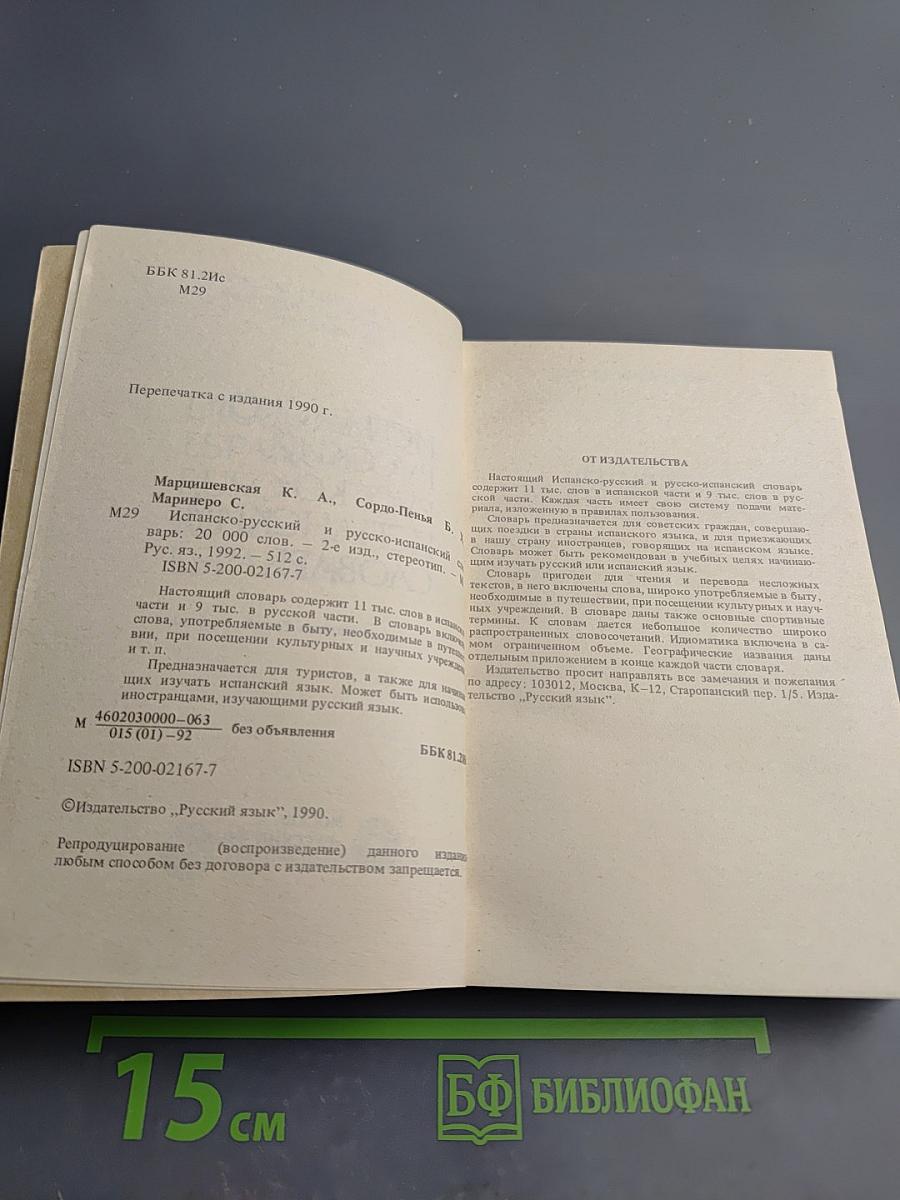 ББК 81.2Ис
М29
Перепечатка с издания 1990 г.
Марцишевская К. А., Сордо-Пенья Б.
Маринеро С.
М29 Испанско-русский и русско-испанский
варь: 20 000 слов. — 2-е изд., стереотип. —
Рус. яз., 1992. — 512 с.
ISBN 5-200-02167-7
Настоящий словарь содержит 11 тыс. слов в испанск
части и 9 тыс. в русской части. В словарь включе
слова, употребляемые в быту, необходимые в путеше
вии, при посещении культурных и научных учрежде
и т. п.
Предназначается для туристов, а также для начина
щих изучать испанский язык. Может быть использов
иностранцами, изучающими русский язык.
М 4602030000—063
015 (01)—92 без объявления
ББК 81.2И
ISBN 5-200-02167-7
©Издательство „Русский язык”, 1990.
Репродуцирование (воспроизведение) данного издани
любым способом без договора с издательством запрещается.
ОТ ИЗДАТЕЛЬСТВА
Настоящий Испанско-русский и русско-испанский словарь
содержит 11 тыс. слов в испанской части и 9 тыс. слов в рус-
ской части. Каждая часть имеет свою систему подачи мате-
риала, изложенную в правилах пользования.
Словарь предназначается для советских граждан, совершаю-
щих поездки в страны испанского языка, и для приезжающих
в нашу страну иностранцев, говорящих на испанском языке.
Словарь может быть рекомендован в учебных целях начинаю-
щим изучать русский или испанский язык.
Словарь пригоден для чтения и перевода несложных
текстов, в него включены слова, широко употребляемые в быту,
необходимые в путешествии, при посещении культурных и науч-
ных учреждений. В словаре даны также основные спортивные
термины. К словам дается небольшое количество широко
распространенных словосочетаний. Идиоматика включена в са-
мом ограниченном объеме. Географические названия даны
отдельным приложением в конце каждой части словаря.
Издательство просит направлять все замечания и пожелания
по адресу: 103012, Москва, К—12, Старопанский пер. 1/5. Изда-
тельство „Русский язык”.
15 см
БФ БИБЛИОФАН